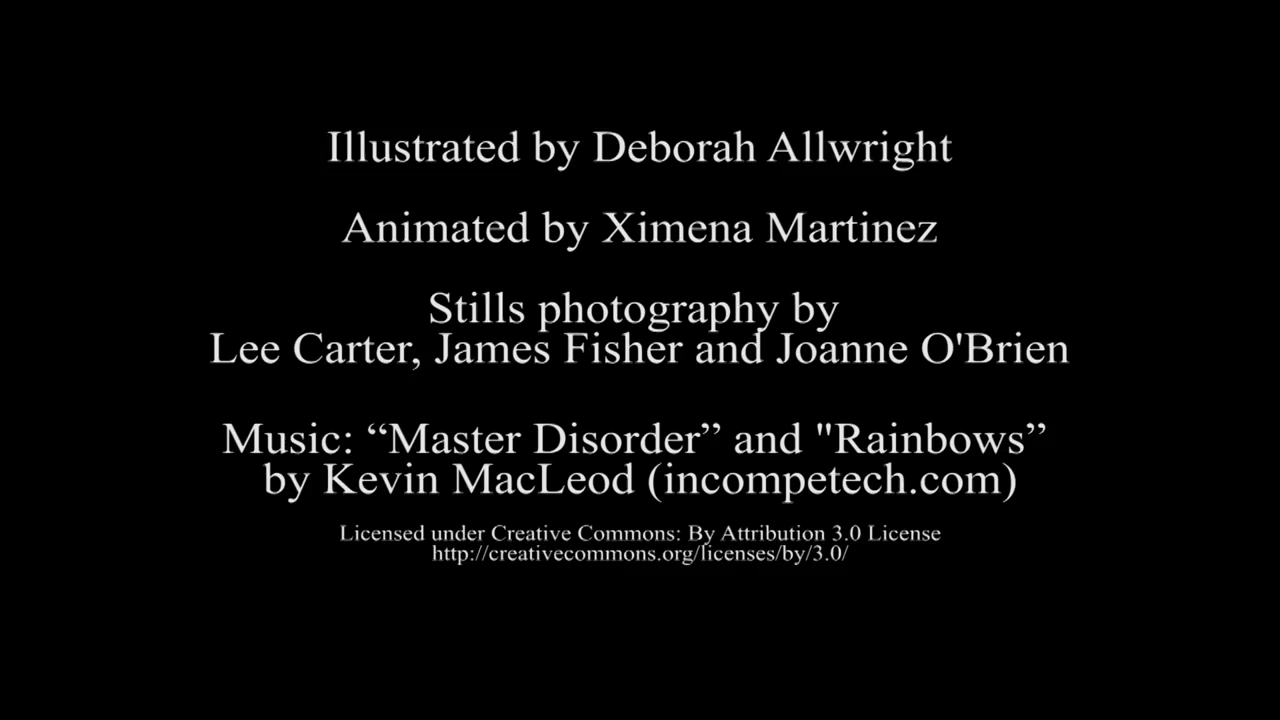 Illustrated by Deborah Allwright
Animated by Ximena Martinez
Stills photography by
Lee Carter, James Fisher and Joanne O'Brien
Music: “Master Disorder” and "Rainbows”
by Kevin MacLeod (incompetech.com)
Licensed under Creative Commons: By Attribution 3.0 License
http://creativecommons.org/licenses/by/3.0/